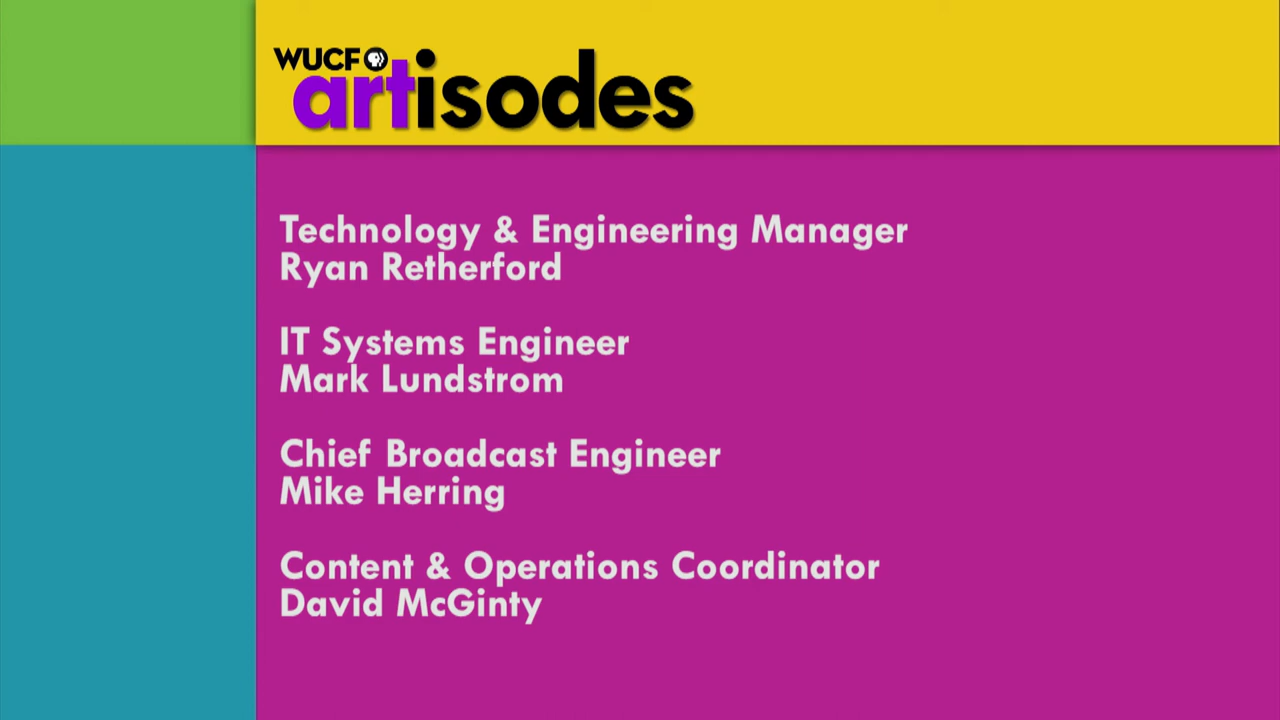 WUCF
artisodes
Technology & Engineering Manager
Ryan Retherford
IT Systems Engineer
Mark Lundstrom
Chief Broadcast Engineer
Mike Herring
Content & Operations Coordinator
David McGinty